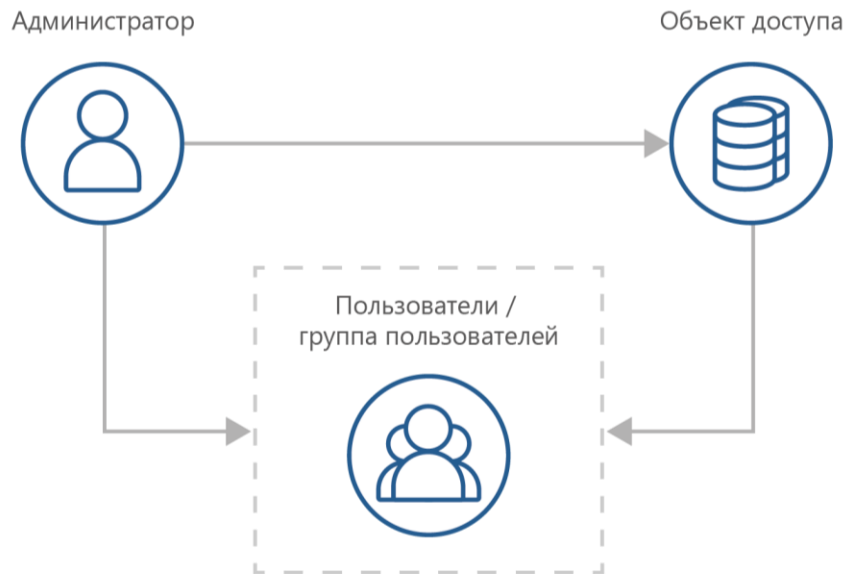 Администратор
Объект доступа
Пользователи /
группа пользователей